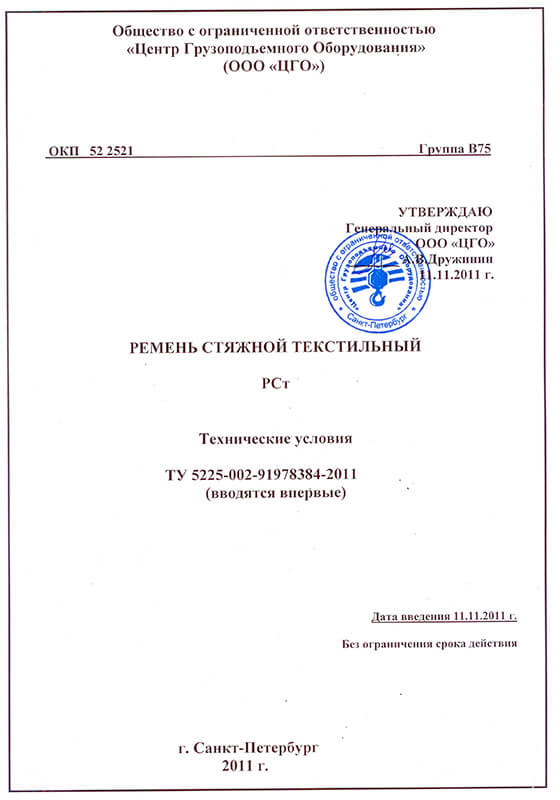 Общество с ограниченной ответственностью
«Центр Грузоподъемного Оборудования»
(ООО «ЦГО»)
ОКП 52 2521 Группа В75
УТВЕРЖДАЮ
Генеральный директор
ООО «ЦГО»
А.В.Дружинин
11.11.2011 г.
общество с ограниченной ответственностью
«Центр Грузоподъемного Оборудования»
* Санкт-Петербург *
РЕМЕНЬ СТЯЖНОЙ ТЕКСТИЛЬНЫЙ
РСт
Технические условия
ТУ 5225-002-91978384-2011
(вводятся впервые)
Дата введения 11.11.2011 г.
Без ограничения срока действия
г. Санкт-Петербург
2011 г.